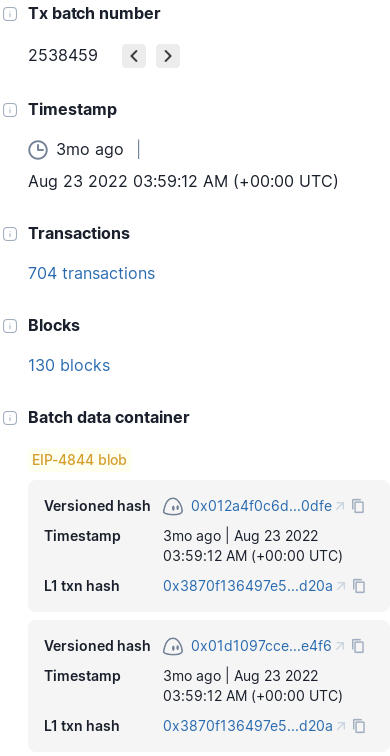 Tx batch number
2538459
Timestamp
3mo ago
Aug 23 2022 03:59:12 AM (+00:00 UTC)
Transactions
704 transactions
Blocks
130 blocks
Batch data container
EIP-4844 blob
Versioned hash 0x012a4f0c6d...0dfe
Timestamp 3mo ago | Aug 23 2022
03:59:12 AM (+00:00 UTC)
L1 txn hash 0x3870f136497e5...d20a
Versioned hash 0x01d1097cce...e4f6
Timestamp 3mo ago | Aug 23 2022
03:59:12 AM (+00:00 UTC)
L1 txn hash 0x3870f136497e5...d20a